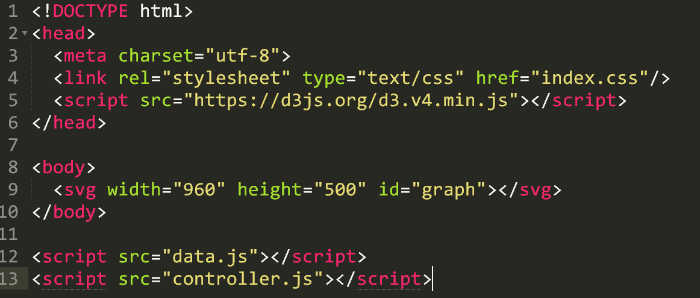 1 <!DOCTYPE html>
2 <head>
3 <meta charset="utf-8">
4 <link rel="stylesheet" type="text/css" href="index.css"/>
5 <script src="https://d3js.org/d3.v4.min.js"></script>
6 </head>
7
8 <body>
9 <svg width="960" height="500" id="graph"></svg>
10 </body>
11
12 <script src="data.js"></script>
13 <script src="controller.js"></script>